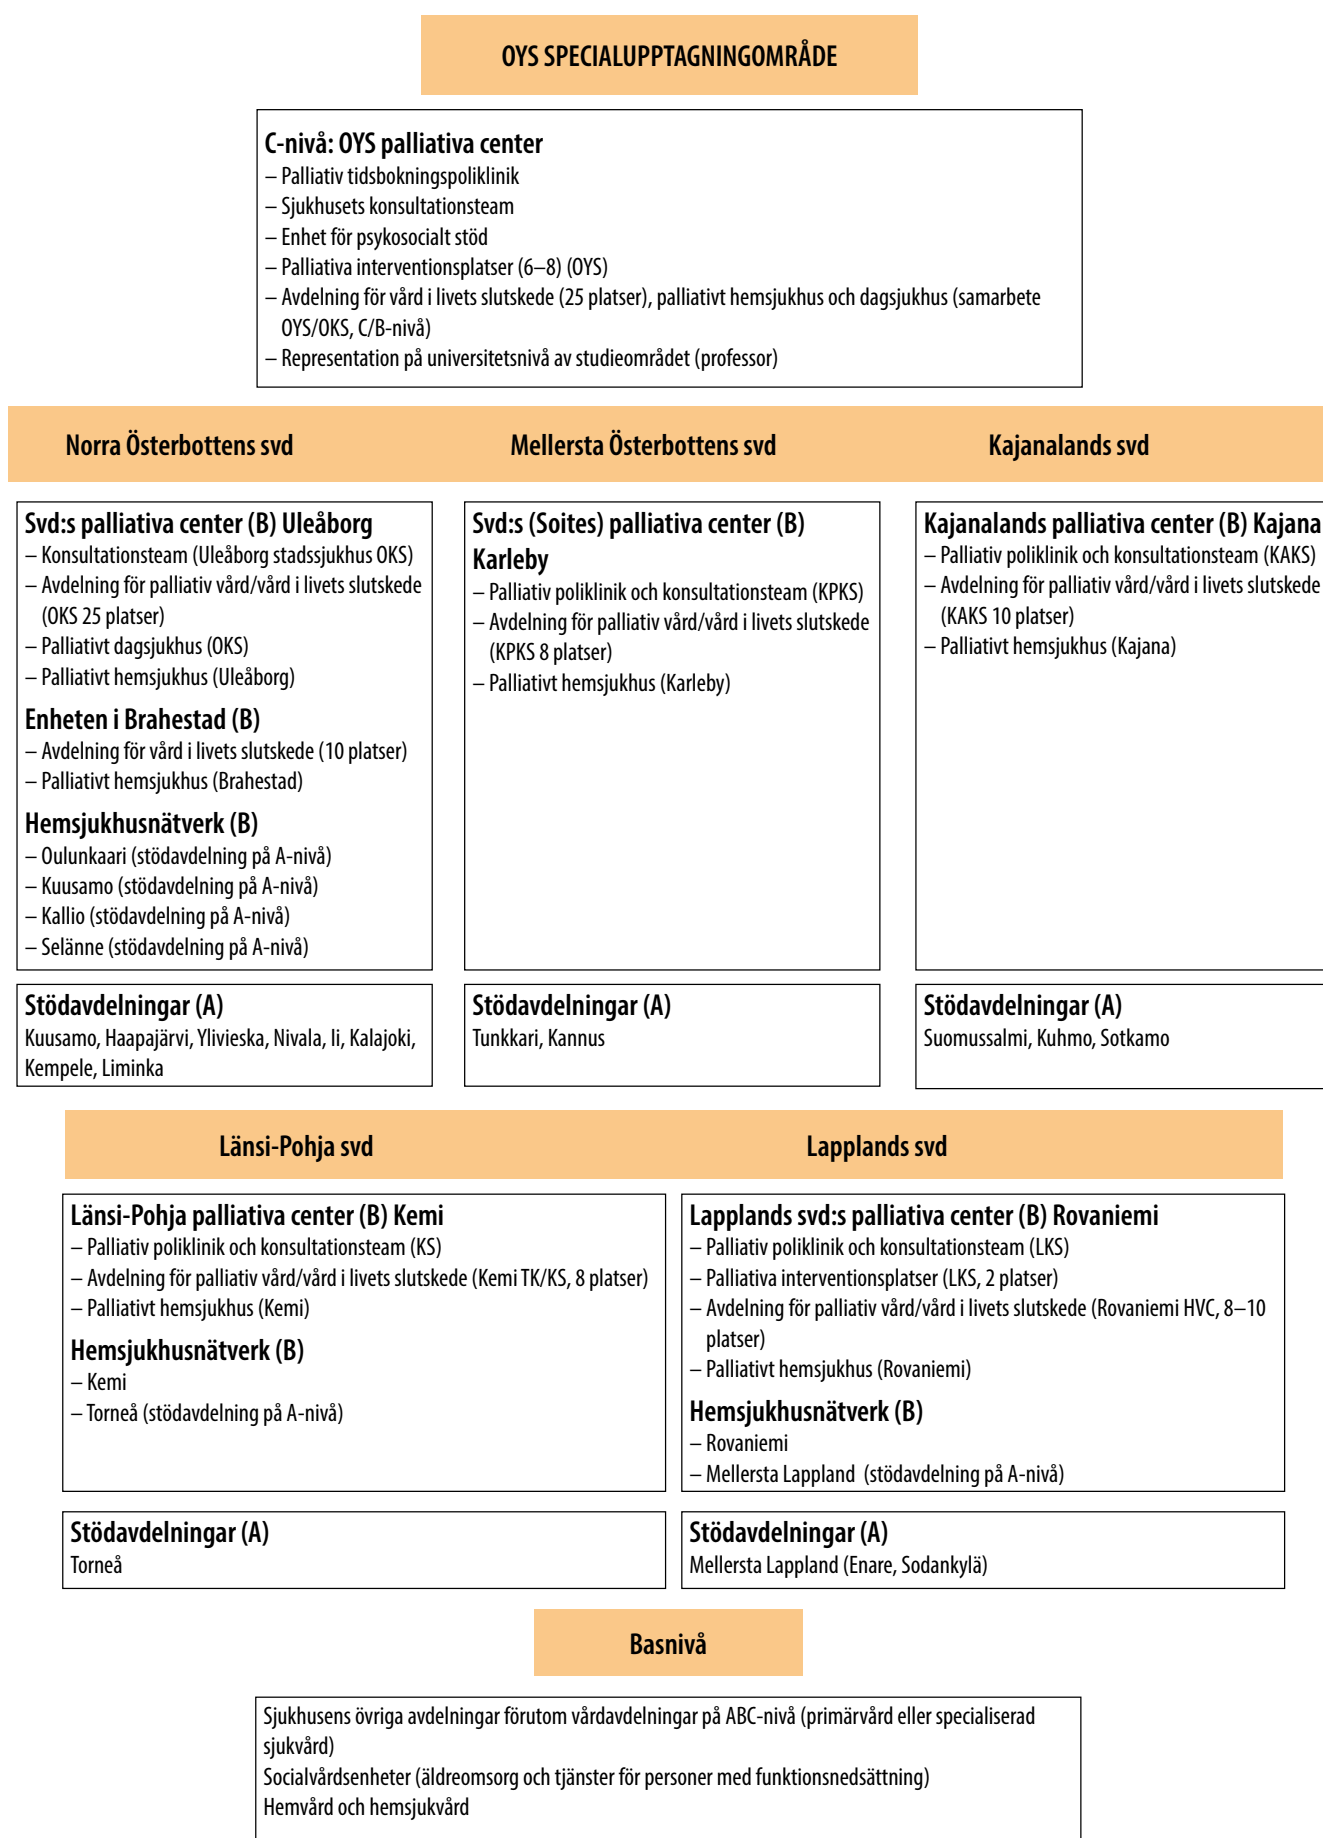 OYS SPECIALUPPTAGNINGOMRÅDE
C-nivå: OYS palliativa center
– Palliativ tidsbokningspoliklinik
– Sjukhusets konsultationsteam
– Enhet för psykosocialt stöd
– Palliativa interventionsplatser (6–8) (OYS)
– Avdelning för vård i livets slutskede (25 platser), palliativt hemsjukhus och dagsjukhus (samarbete
OYS/OKS, C/B-nivå)
– Representation på universitetsnivå av studieområdet (professor)
Norra Österbottens svd
Mellersta Österbottens svd
Kajanalands svd
Svd:s palliativa center (B) Uleåborg
– Konsultationsteam (Uleåborg stadssjukhus OKS)
– Avdelning för palliativ vård/vård i livets slutskede
(OKS 25 platser)
– Palliativt dagsjukhus (OKS)
– Palliativt hemsjukhus (Uleåborg)
Enheten i Brahestad (B)
– Avdelning för vård i livets slutskede (10 platser)
– Palliativt hemsjukhus (Brahestad)
Hemsjukhusnätverk (B)
– Oulunkaari (stödavdelning på A-nivå)
– Kuusamo (stödavdelning på A-nivå)
– Kallio (stödavdelning på A-nivå)
– Selänne (stödavdelning på A-nivå)
Svd:s (Soites) palliativa center (B)
Karleby
– Palliativ poliklinik och konsultationsteam (KPKS)
– Avdelning för palliativ vård/vård i livets slutskede
(KPKS 8 platser)
– Palliativt hemsjukhus (Karleby)
Kajanalands palliativa center (B) Kajana
– Palliativ poliklinik och konsultationsteam (KAKS)
– Avdelning för palliativ vård/vård i livets slutskede
(KAKS 10 platser)
– Palliativt hemsjukhus (Kajana)
Stödavdelningar (A)
Kuusamo, Haapajärvi, Ylivieska, Nivala, Ii, Kalajoki,
Kempele, Liminka
Stödavdelningar (A)
Tunkkari, Kannus
Stödavdelningar (A)
Suomussalmi, Kuhmo, Sotkamo
Länsi-Pohja svd
Lapplands svd
Länsi-Pohja palliativa center (B) Kemi
– Palliativ poliklinik och konsultationsteam (KS)
– Avdelning för palliativ vård/vård i livets slutskede (Kemi TK/KS, 8 platser)
– Palliativt hemsjukhus (Kemi)
Hemsjukhusnätverk (B)
– Kemi
– Torneå (stödavdelning på A-nivå)
Lapplands svd:s palliativa center (B) Rovaniemi
– Palliativ poliklinik och konsultationsteam (LKS)
– Palliativa interventionsplatser (LKS, 2 platser)
– Avdelning för palliativ vård/vård i livets slutskede (Rovaniemi HVC, 8–10
platser)
– Palliativt hemsjukhus (Rovaniemi)
Hemsjukhusnätverk (B)
– Rovaniemi
– Mellersta Lappland (stödavdelning på A-nivå)
Stödavdelningar (A)
Torneå
Stödavdelningar (A)
Mellersta Lappland (Enare, Sodankylä)
Basnivå
Sjukhusens övriga avdelningar förutom vårdavdelningar på ABC-nivå (primärvård eller specialiserad
sjukvård)
Socialvårdsenheter (äldreomsorg och tjänster för personer med funktionsnedsättning)
Hemvård och hemsjukvård